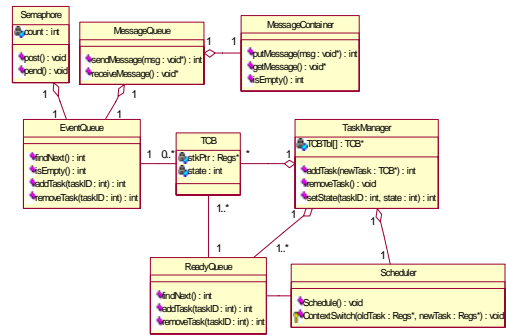 Semaphore
count : int
post() : void
pend() : void
MessageQueue
sendMessage(msg : void*) : int
receiveMessage() : void*
MessageContainer
putMessage(msg : void*) : int
getMessage() : void*
isEmpty() : int
1
1
1
1
1
1
EventQueue
findNext() : int
isEmpty() : int
addTask(taskID : int) : int
removeTask(taskID : int) : int
1
0..*
TCB
stkPtr : Regs*
state : int
*
1
TaskManager
TCBTbl[] : TCB*
addTask(newTask : TCB*) : int
removeTask() : void
setState(taskID : int, state : int) : int
1..*
1
1
1..*
1
1
ReadyQueue
findNext() : int
addTask(taskID : int) : int
removeTask(taskID : int) : int
Scheduler
Schedule() : void
ContextSwitch(oldTask : Regs*, newTask : Regs*) : void